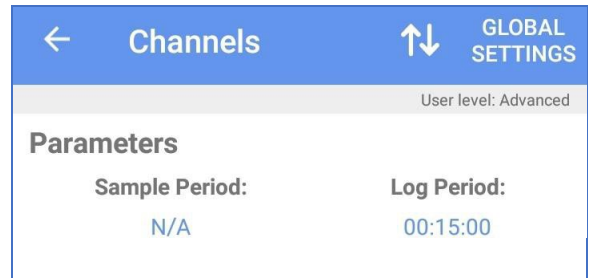 Channels
GLOBAL
SETTINGS
User level: Advanced
Parameters
Sample Period: Log Period:
N/A 00:15:00